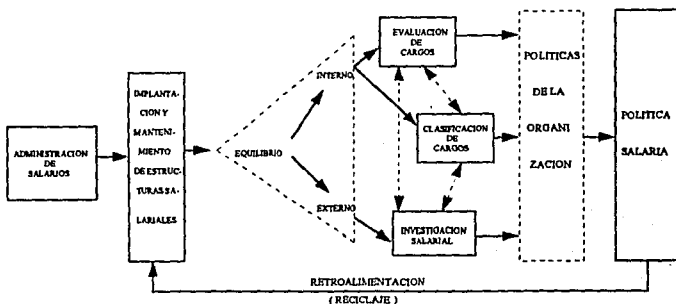 ADMINISTRACION
DE
SALARIOS
IMPLANTA-
CION Y
MANTENI-
MIENTO
DE ESTRUC-
TURAS SA-
LARIALES
EQUILIBRIO
INTERNO
EXTERNO
EVALUACION
DE
CARGOS
CLASIFICACION
DE
CARGOS
INVESTIGACION
SALARIAL
POLITICAS
DE LA
ORGANI
ZACION
POLITICA
SALARIA
RETROALIMENTACION
( RECICLAJE )